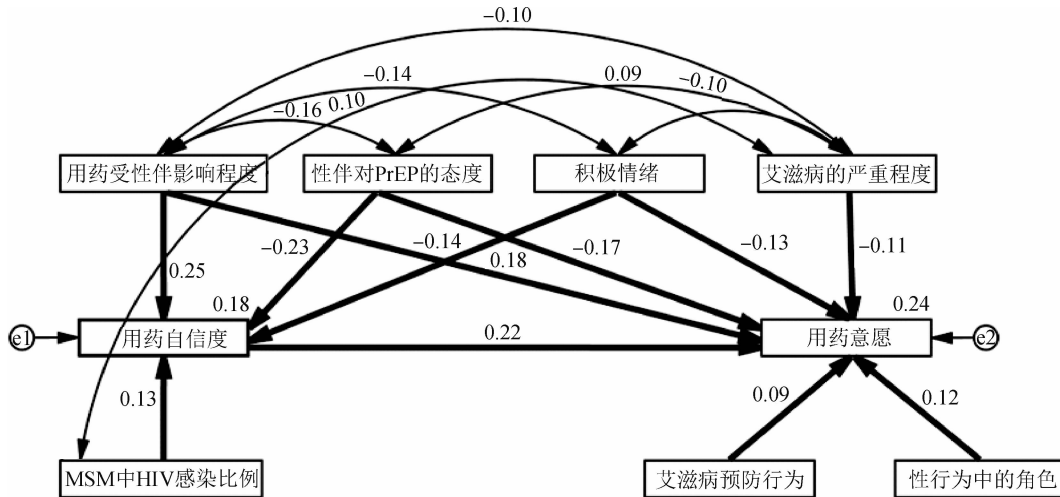 −0.10
−0.14
0.09
−0.10
−0.16
0.10
用药受性伴影响程度
性伴对PrEP的态度
积极情绪
艾滋病的严重程度
−0.23
−0.14
0.18
−0.17
−0.13
−0.11
0.25
0.18
0.24
e1
用药自信度
0.22
用药意愿
e2
0.13
0.09
0.12
MSM中HIV感染比例
艾滋病预防行为
性行为中的角色